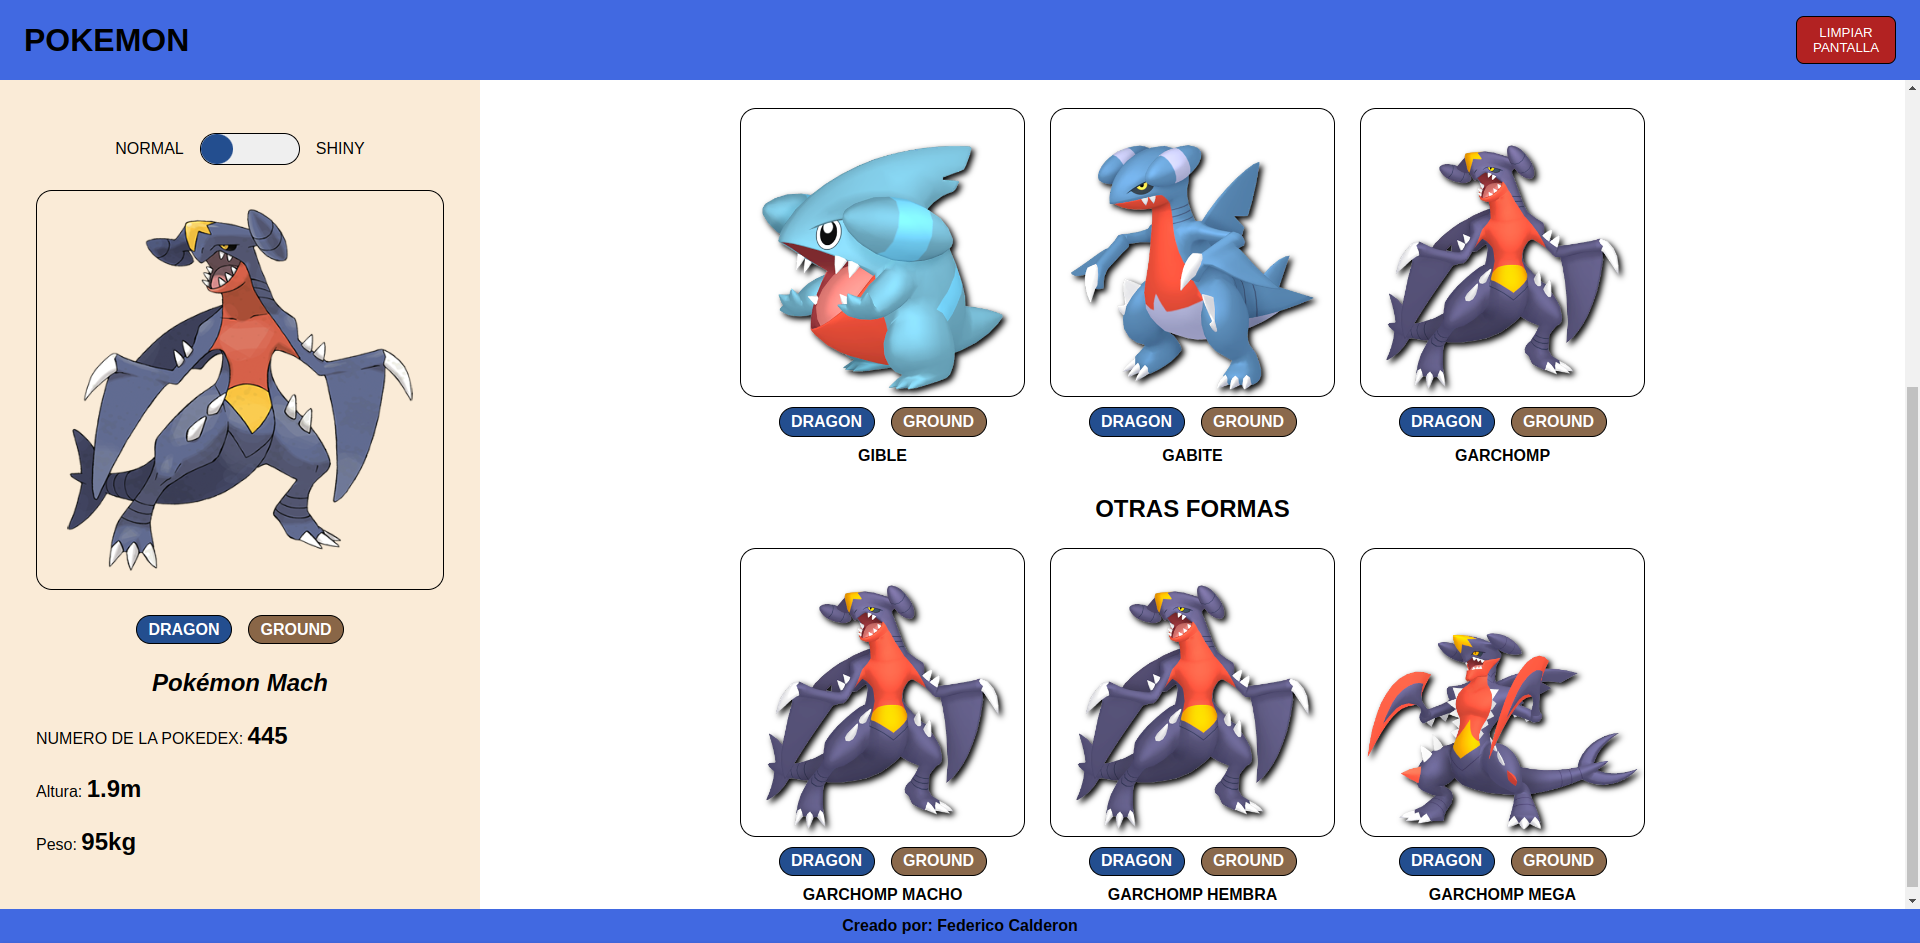 POKEMON
LIMPIAR
PANTALLA
NORMAL
SHINY
DRAGON
GROUND
Pokémon Mach
NUMERO DE LA POKEDEX: 445
Altura: 1.9m
Peso: 95kg
DRAGON
GROUND
GIBLE
DRAGON
GROUND
GABITE
DRAGON
GROUND
GARCHOMP
OTRAS FORMAS
DRAGON
GROUND
GARCHOMP MACHO
DRAGON
GROUND
GARCHOMP HEMBRA
DRAGON
GROUND
GARCHOMP MEGA
Creado por: Federico Calderon